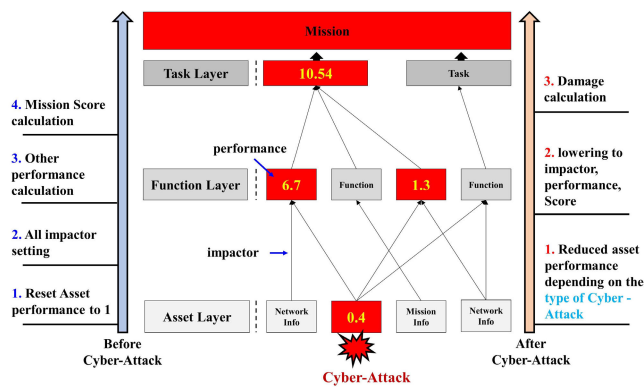 Mission
Task Layer
10.54
Task
4. Mission Score
calculation
3. Other
performance
calculation
2. All impactor
setting
1. Reset Asset
performance to 1
Before
Cyber-Attack
performance
Function Layer
6.7
Function
1.3
Function
impactor
Asset Layer
Network
Info
0.4
Mission
Info
Network
Info
Cyber-Attack
3. Damage
calculation
2. lowering to
impactor,
performance,
Score
1. Reduced asset
performance
depending on the
type of Cyber -
Attack
After
Cyber-Attack